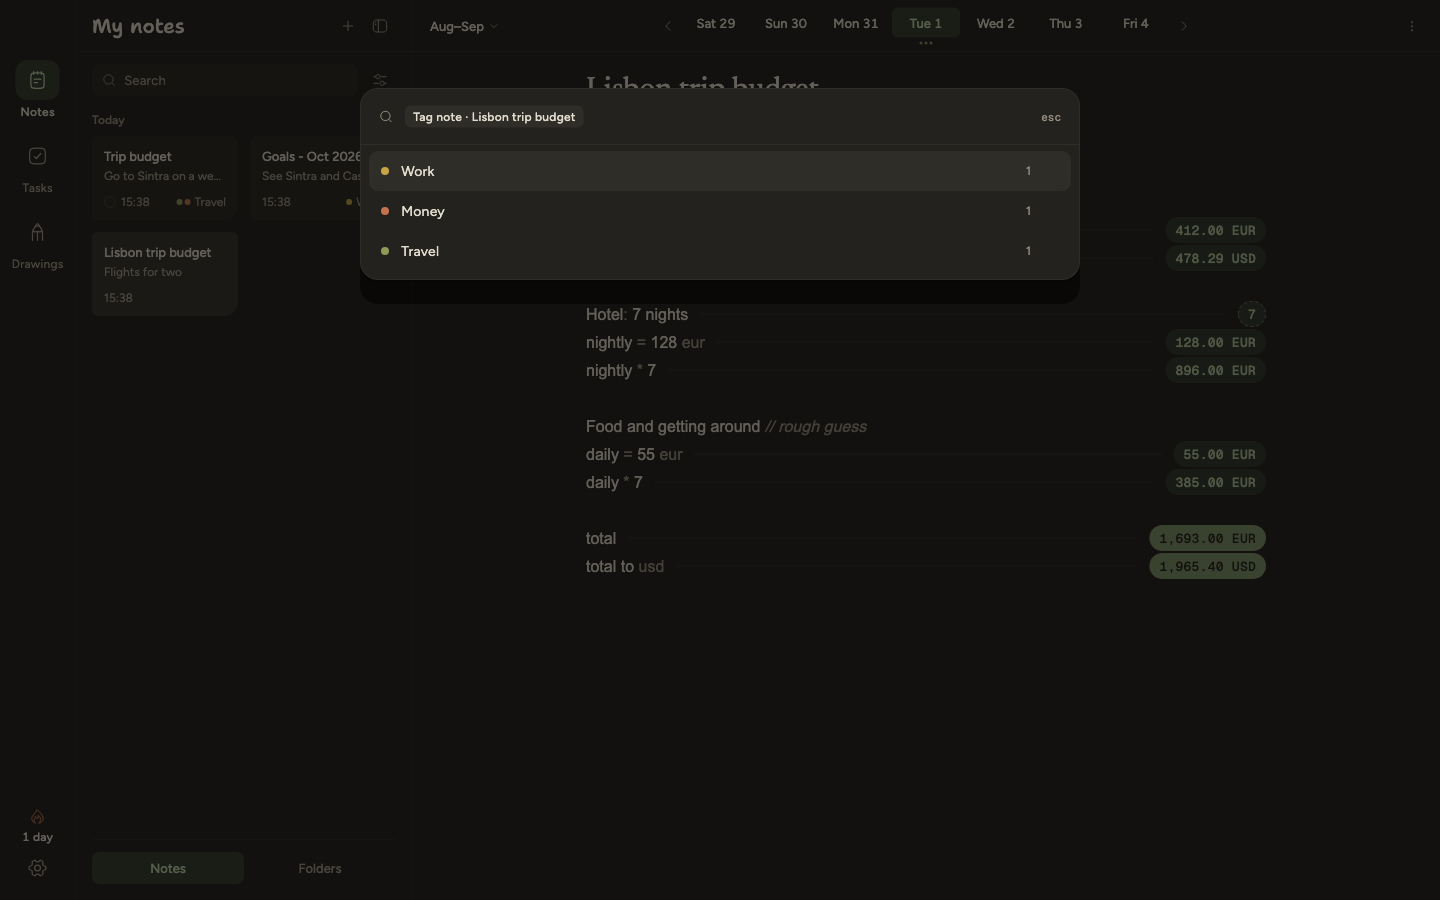 My notes
Aug–Sep
Sat 29
Sun 30
Mon 31
Tue 1
Wed 2
Thu 3
Fri 4
Search
Notes
Tasks
Drawings
Today
Trip budget
Go to Sintra on a we...
15:38
Travel
Goals - Oct 2026
See Sintra and Cas
15:38
Lisbon trip budget
Flights for two
15:38
Lisbon trip budget
Tag note · Lisbon trip budget
esc
Work 1
Money 1
Travel 1
412.00 EUR
478.29 USD
Hotel: 7 nights 7
nightly = 128 eur 128.00 EUR
nightly * 7 896.00 EUR
Food and getting around // rough guess
daily = 55 eur 55.00 EUR
daily * 7 385.00 EUR
total 1,693.00 EUR
total to usd 1,965.40 USD
1 day
Notes
Folders